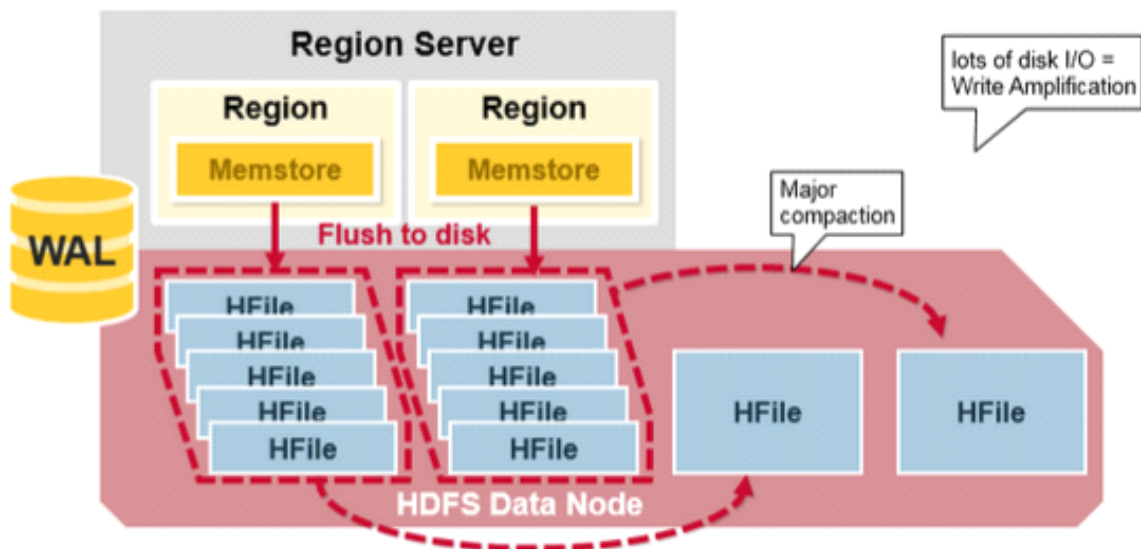 Region Server
lots of disk I/O =
Write Amplification
Region
Region
Memstore
Memstore
Major
compaction
WAL
Flush to disk
HFile
HFile
HFile
HFile
HFile
HFile
HFile
HFile
HFile
HFile
HFile
HFile
HDFS Data Node